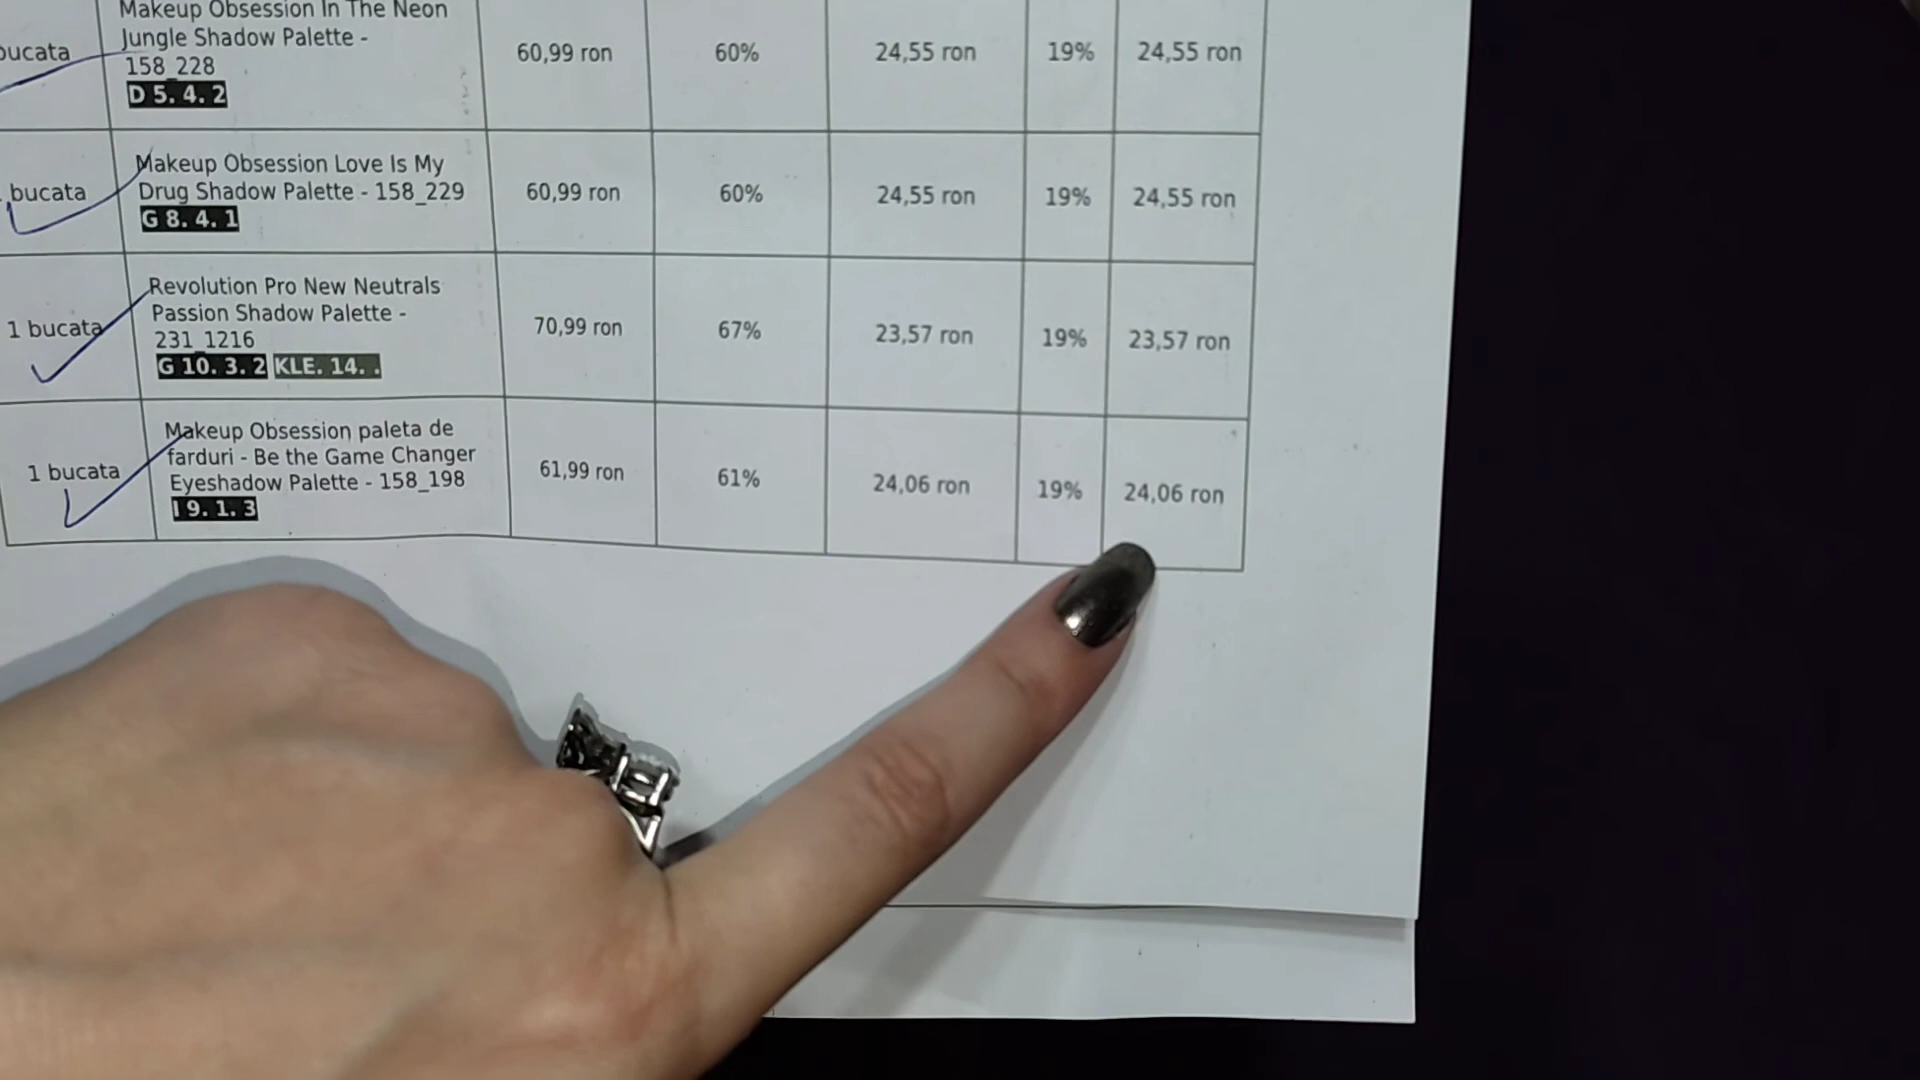 Makeup Obsession In The Neon
Jungle Shadow Palette -
158_228
D 5. 4. 2
bucata
60,99 ron
60%
24,55 ron
19%
24,55 ron
Makeup Obsession Love Is My
Drug Shadow Palette - 158_229
G 8. 4. 1
bucata
60,99 ron
60%
24,55 ron
19%
24,55 ron
Revolution Pro New Neutrals
Passion Shadow Palette -
231_1216
G 10. 3. 2 KLE. 14. .
1 bucata
70,99 ron
67%
23,57 ron
19%
23,57 ron
Makeup Obsession paleta de
farduri - Be the Game Changer
Eyeshadow Palette - 158_198
I 9. 1. 3
1 bucata
61,99 ron
61%
24,06 ron
19%
24,06 ron